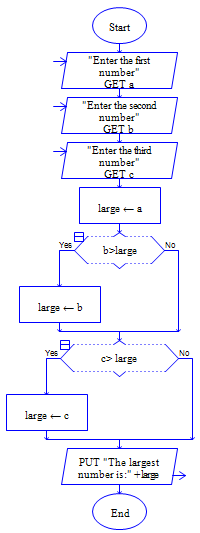 Start
"Enter the first
number"
GET a
"Enter the second
number"
GET b
"Enter the third
number"
GET c
large ← a
Yes
b>large
No
large ← b
Yes
c> large
No
large ← c
PUT "The largest
number is:" +large
End